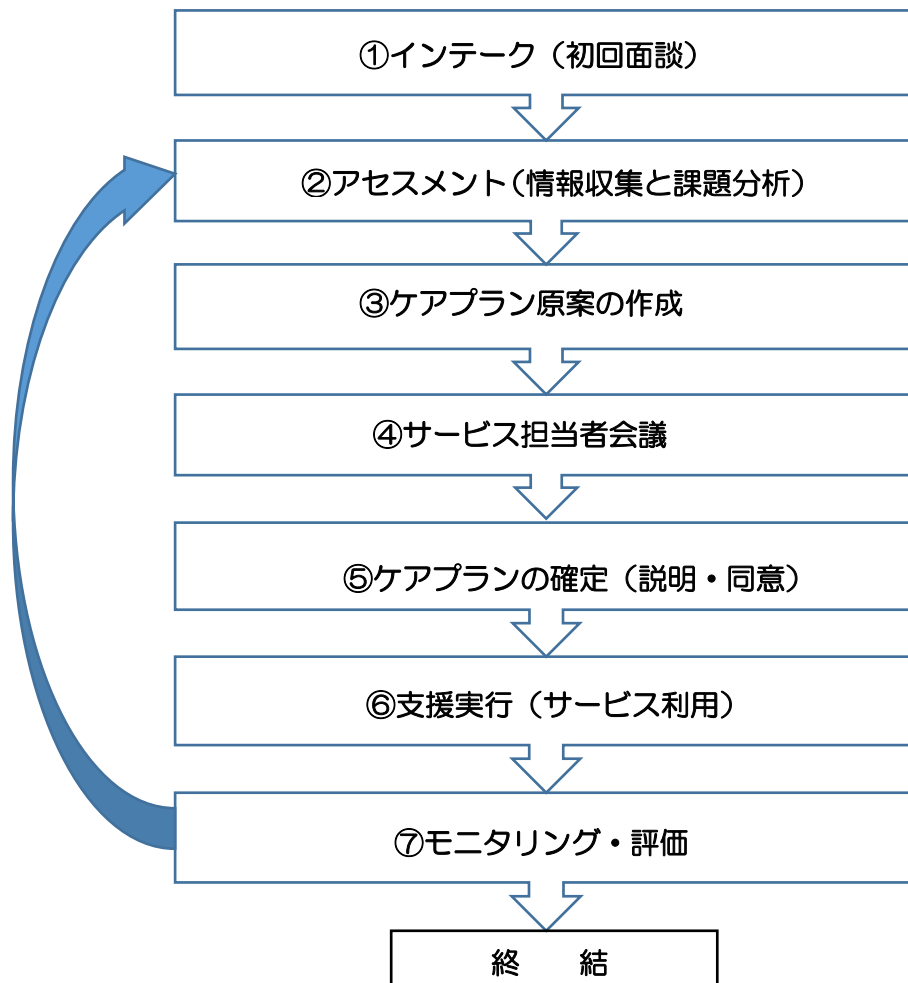 ①インテーク（初回面談）
②アセスメント（情報収集と課題分析）
③ケアプラン原案の作成
④サービス担当者会議
⑤ケアプランの確定（説明・同意）
⑥支援実行（サービス利用）
⑦モニタリング・評価
終　　結